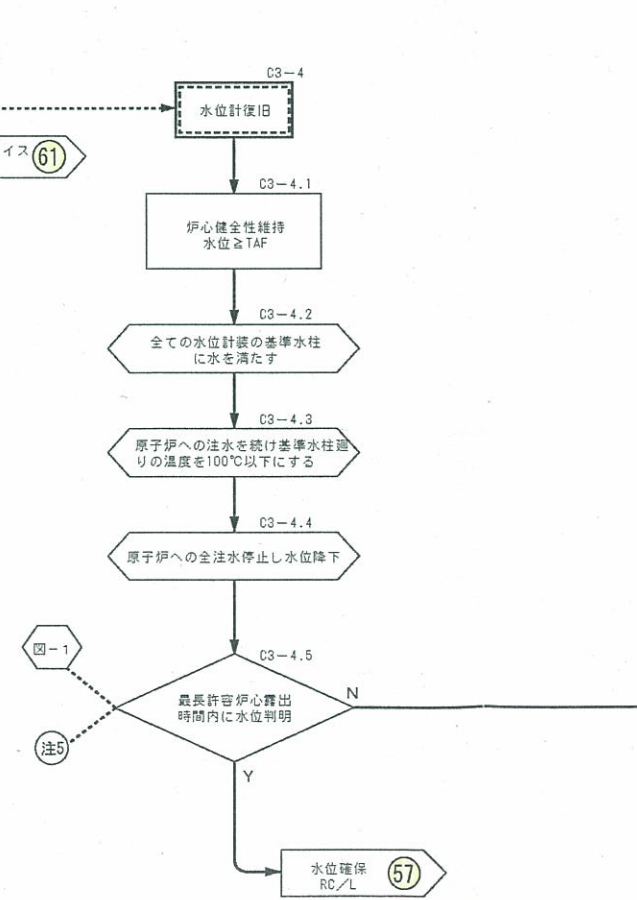 C3-4
水位計復旧
イス 61
C3-4.1
炉心健全性維持
水位≧TAF
C3-4.2
全ての水位計装の基準水柱
に水を満たす
C3-4.3
原子炉への注水を続け基準水柱廻
りの温度を100℃以下にする
C3-4.4
原子炉への全注水停止し水位降下
図-1
C3-4.5
最長許容炉心露出
時間内に水位判明
N
注5
Y
水位確保
RC/L
57